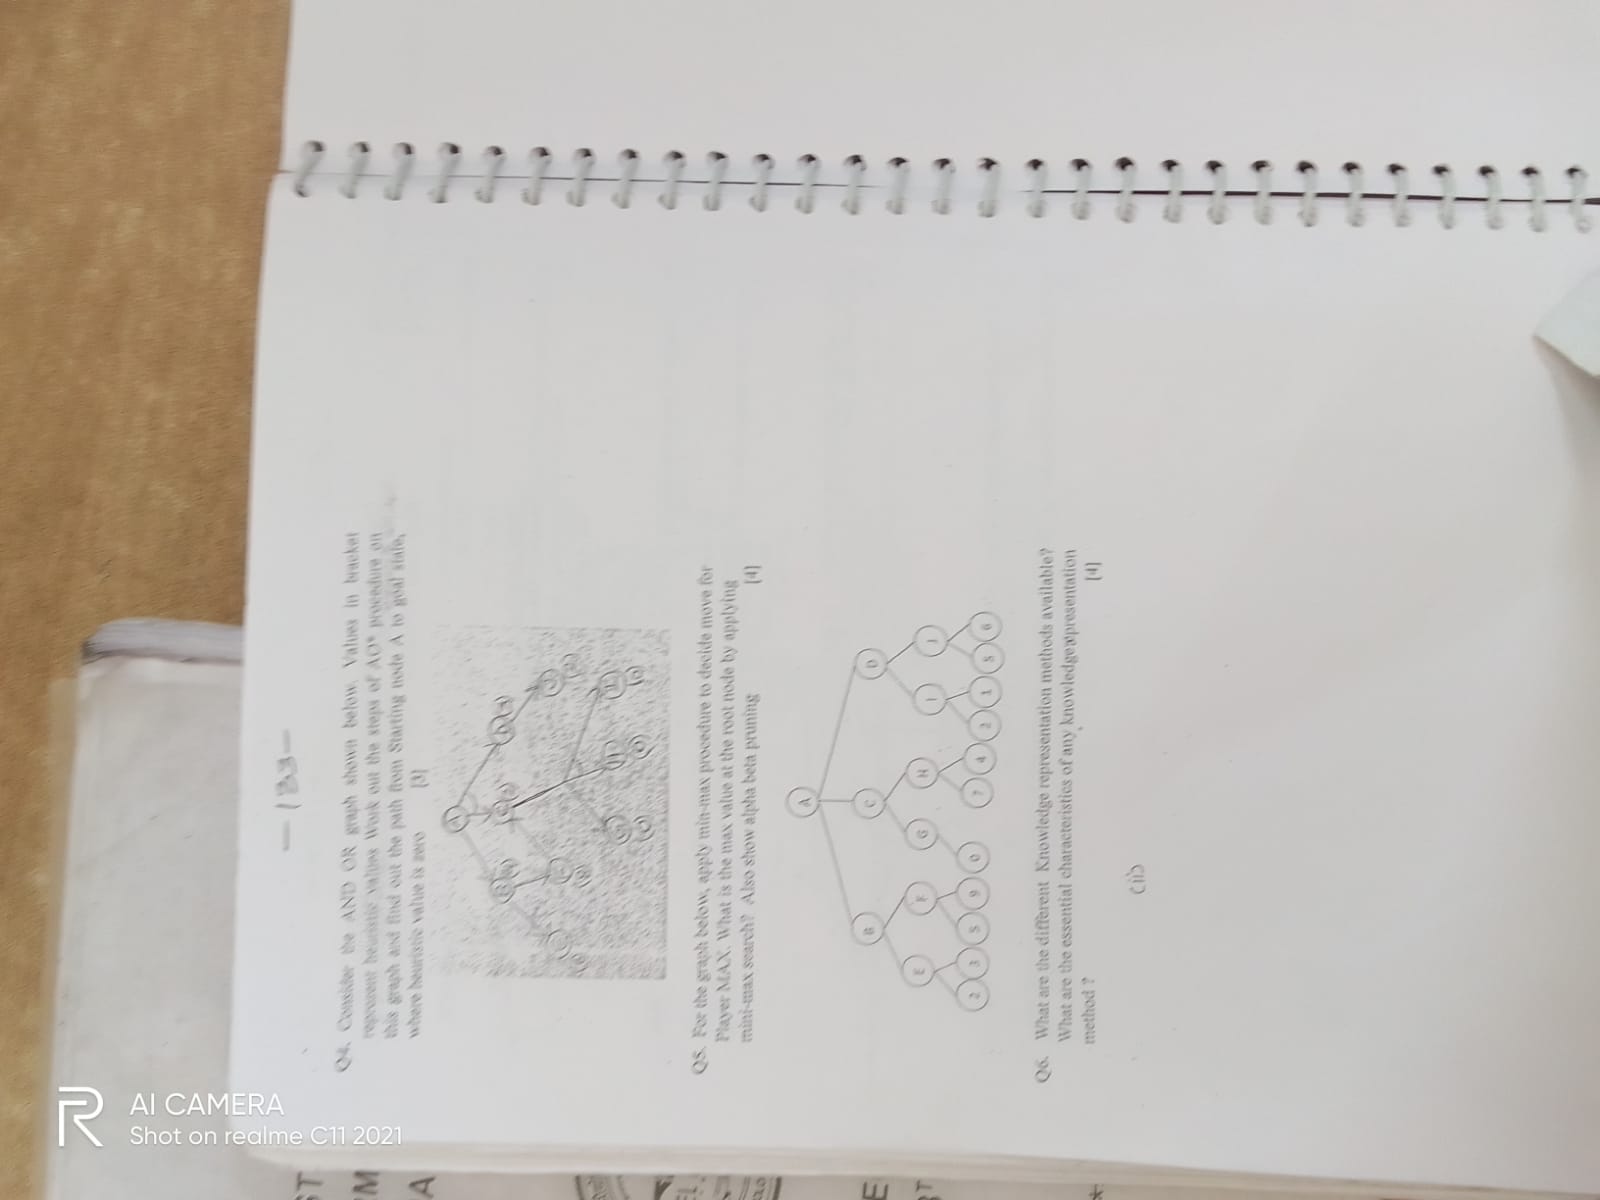 AI CAMERA
Shot on realme C11 2021
ST
M
A
E
- 133 -
Q4. Consider the AND OR graph shown below. Values in bracket
reprezent heuristic values Work out the steps of AO* procedure on
this graph and find out the path from Starting node A to goal state,
where heuristic value is zero [3]
A
B C D
Q5. For the graph below, apply min-max procedure to decide move for
Player MAX. What is the max value at the root node by applying
mini-max search? Also show alpha beta pruning [4]
A
B C D
E F G H I J
2 3 5 9 0 7 4 2 1 5 6
Q6. What are the different Knowledge representation methods available?
What are the essential characteristics of any knowledge presentation
method ? [4]